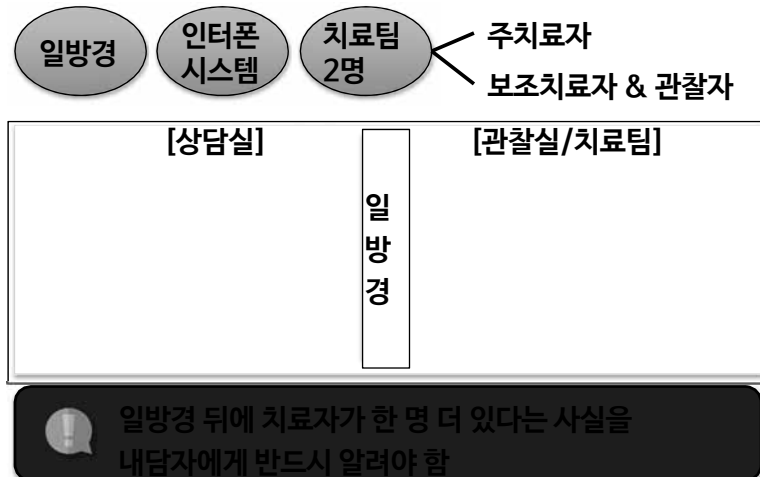 일방경
인터폰
시스템
치료팀
2명
주치료자
보조치료자 & 관찰자
[상담실]
[관찰실/치료팀]
일
방
경
일방경 뒤에 치료자가 한 명 더 있다는 사실을
내담자에게 반드시 알려야 함